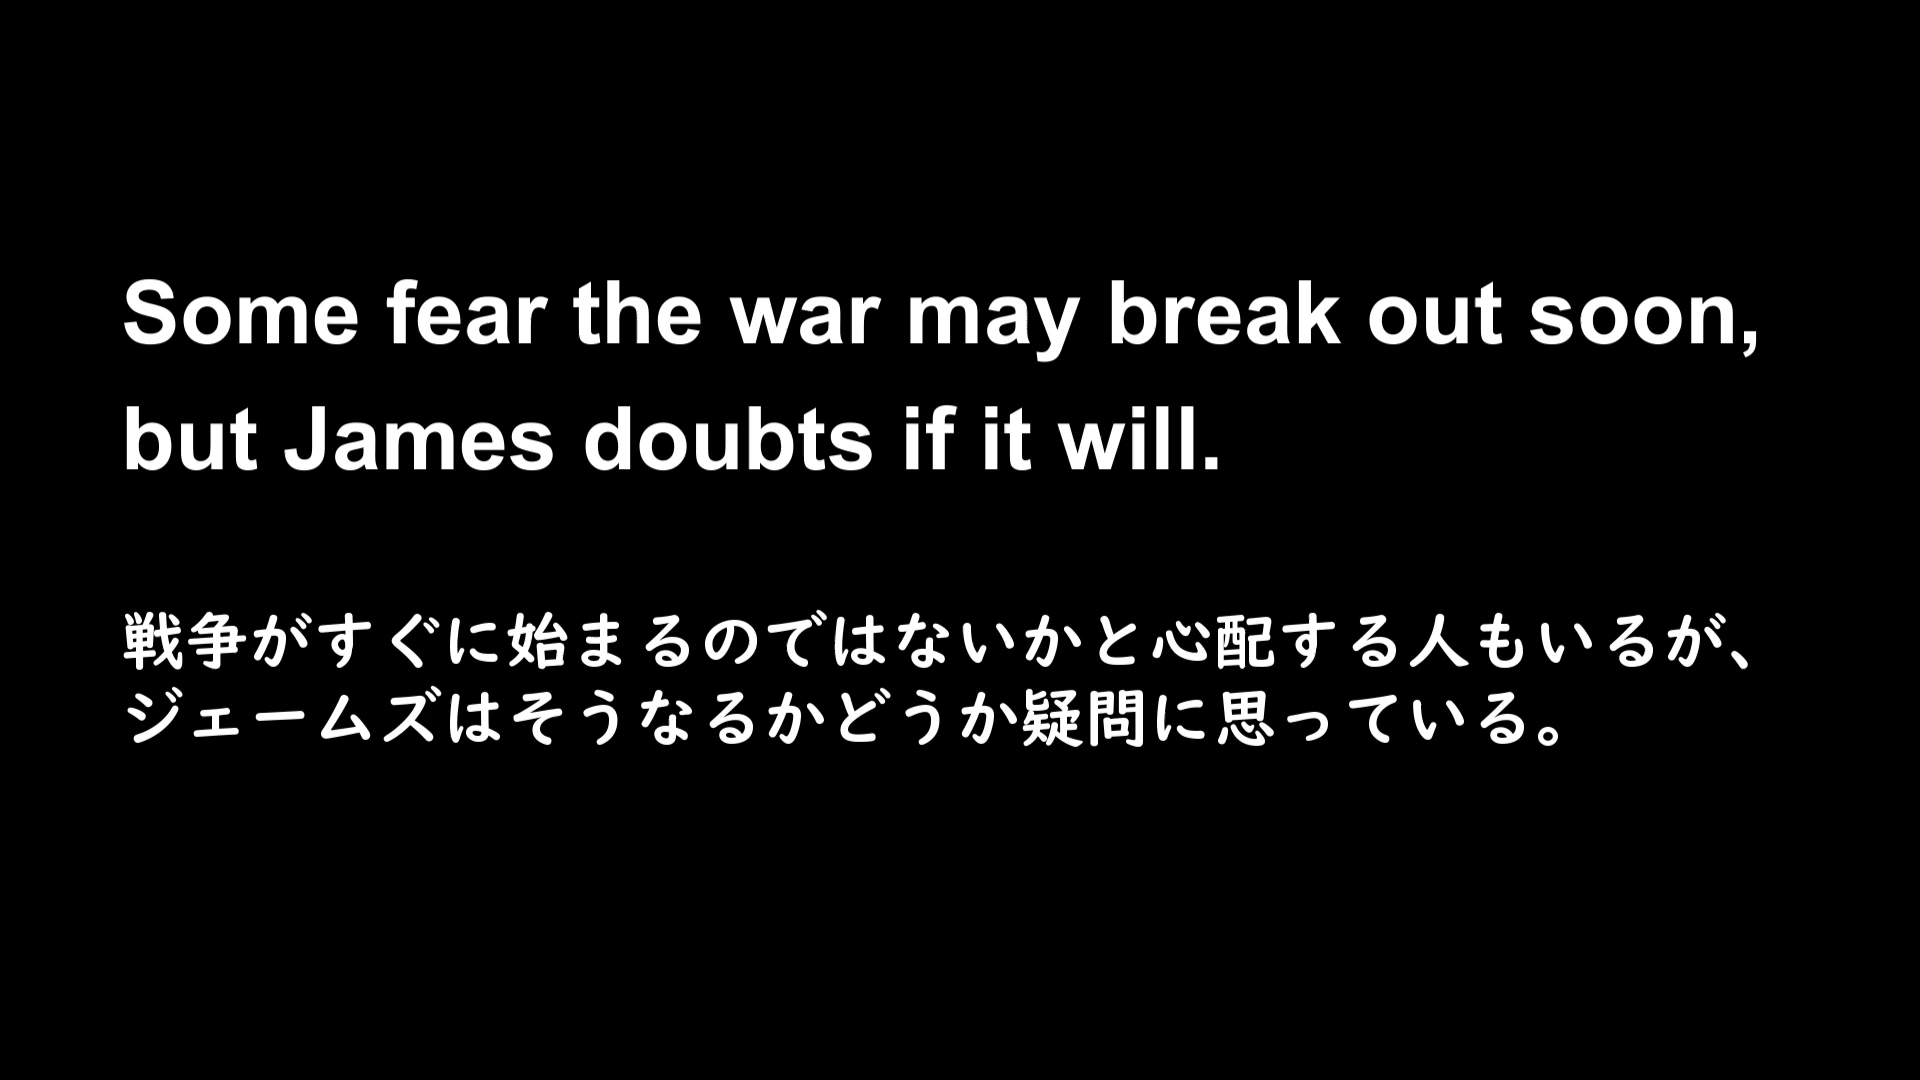 Some fear the war may break out soon,
but James doubts if it will.
戦争がすぐに始まるのではないかと心配する人もいるが、
ジェームズはそうなるかどうか疑問に思っている。